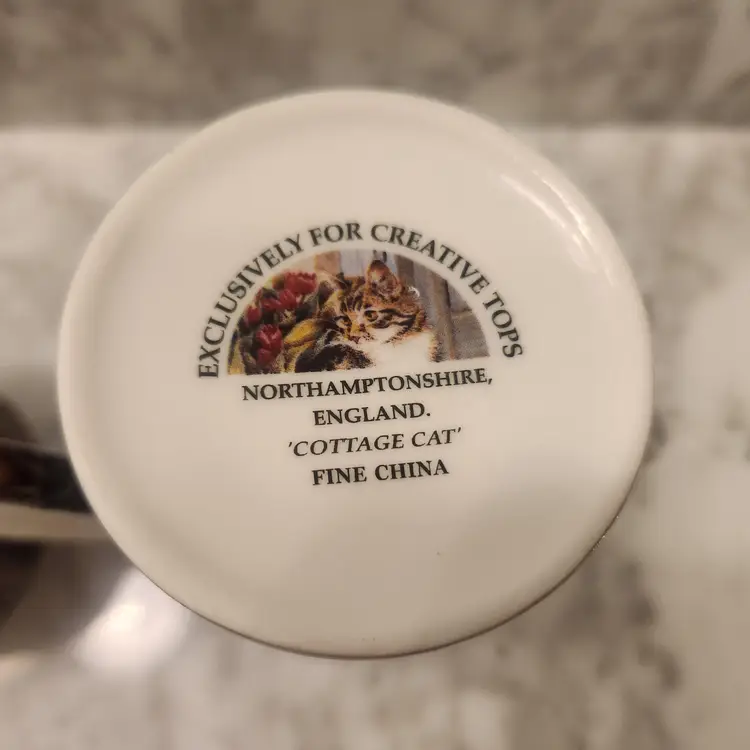 EXCLUSIVELY FOR CREATIVE TOPS
NORTHAMPTONSHIRE,
ENGLAND.
'COTTAGE CAT'
FINE CHINA